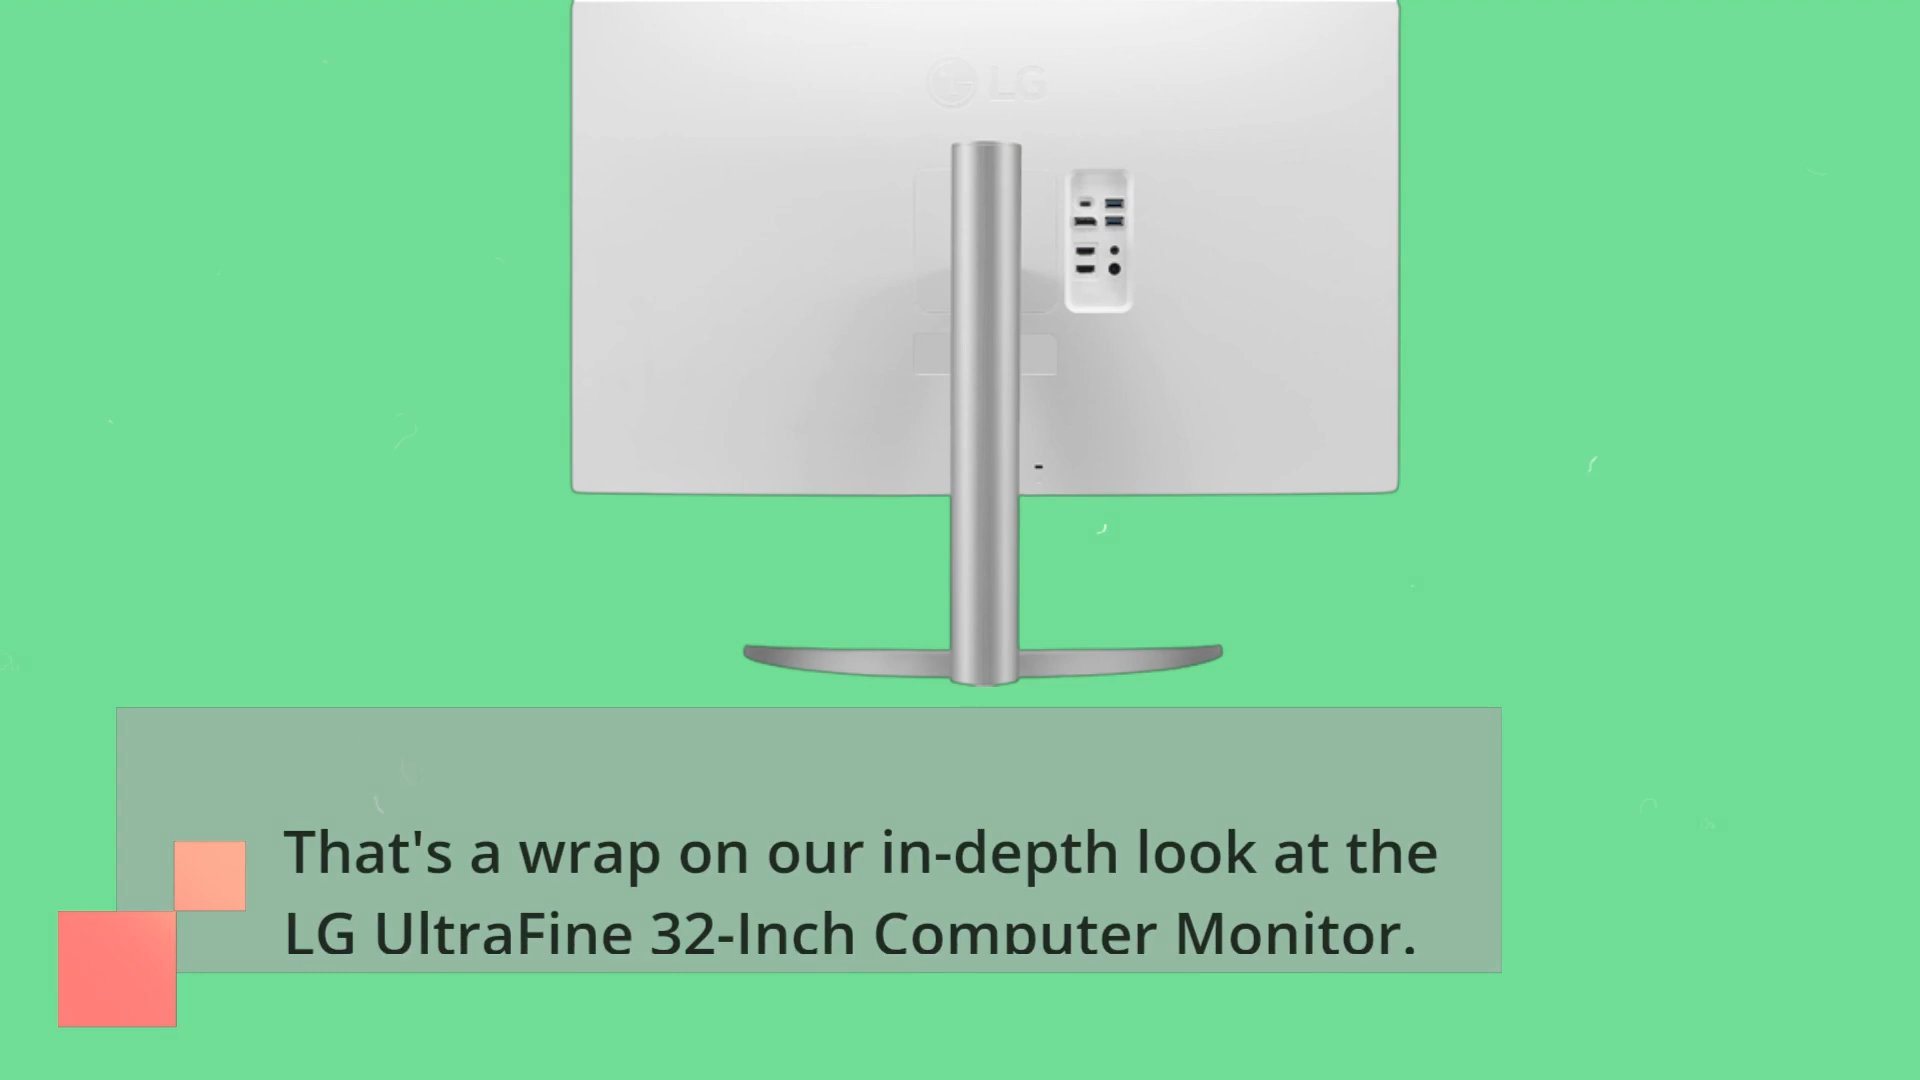 LG
That's a wrap on our in-depth look at the
LG UltraFine 32-Inch Computer Monitor.